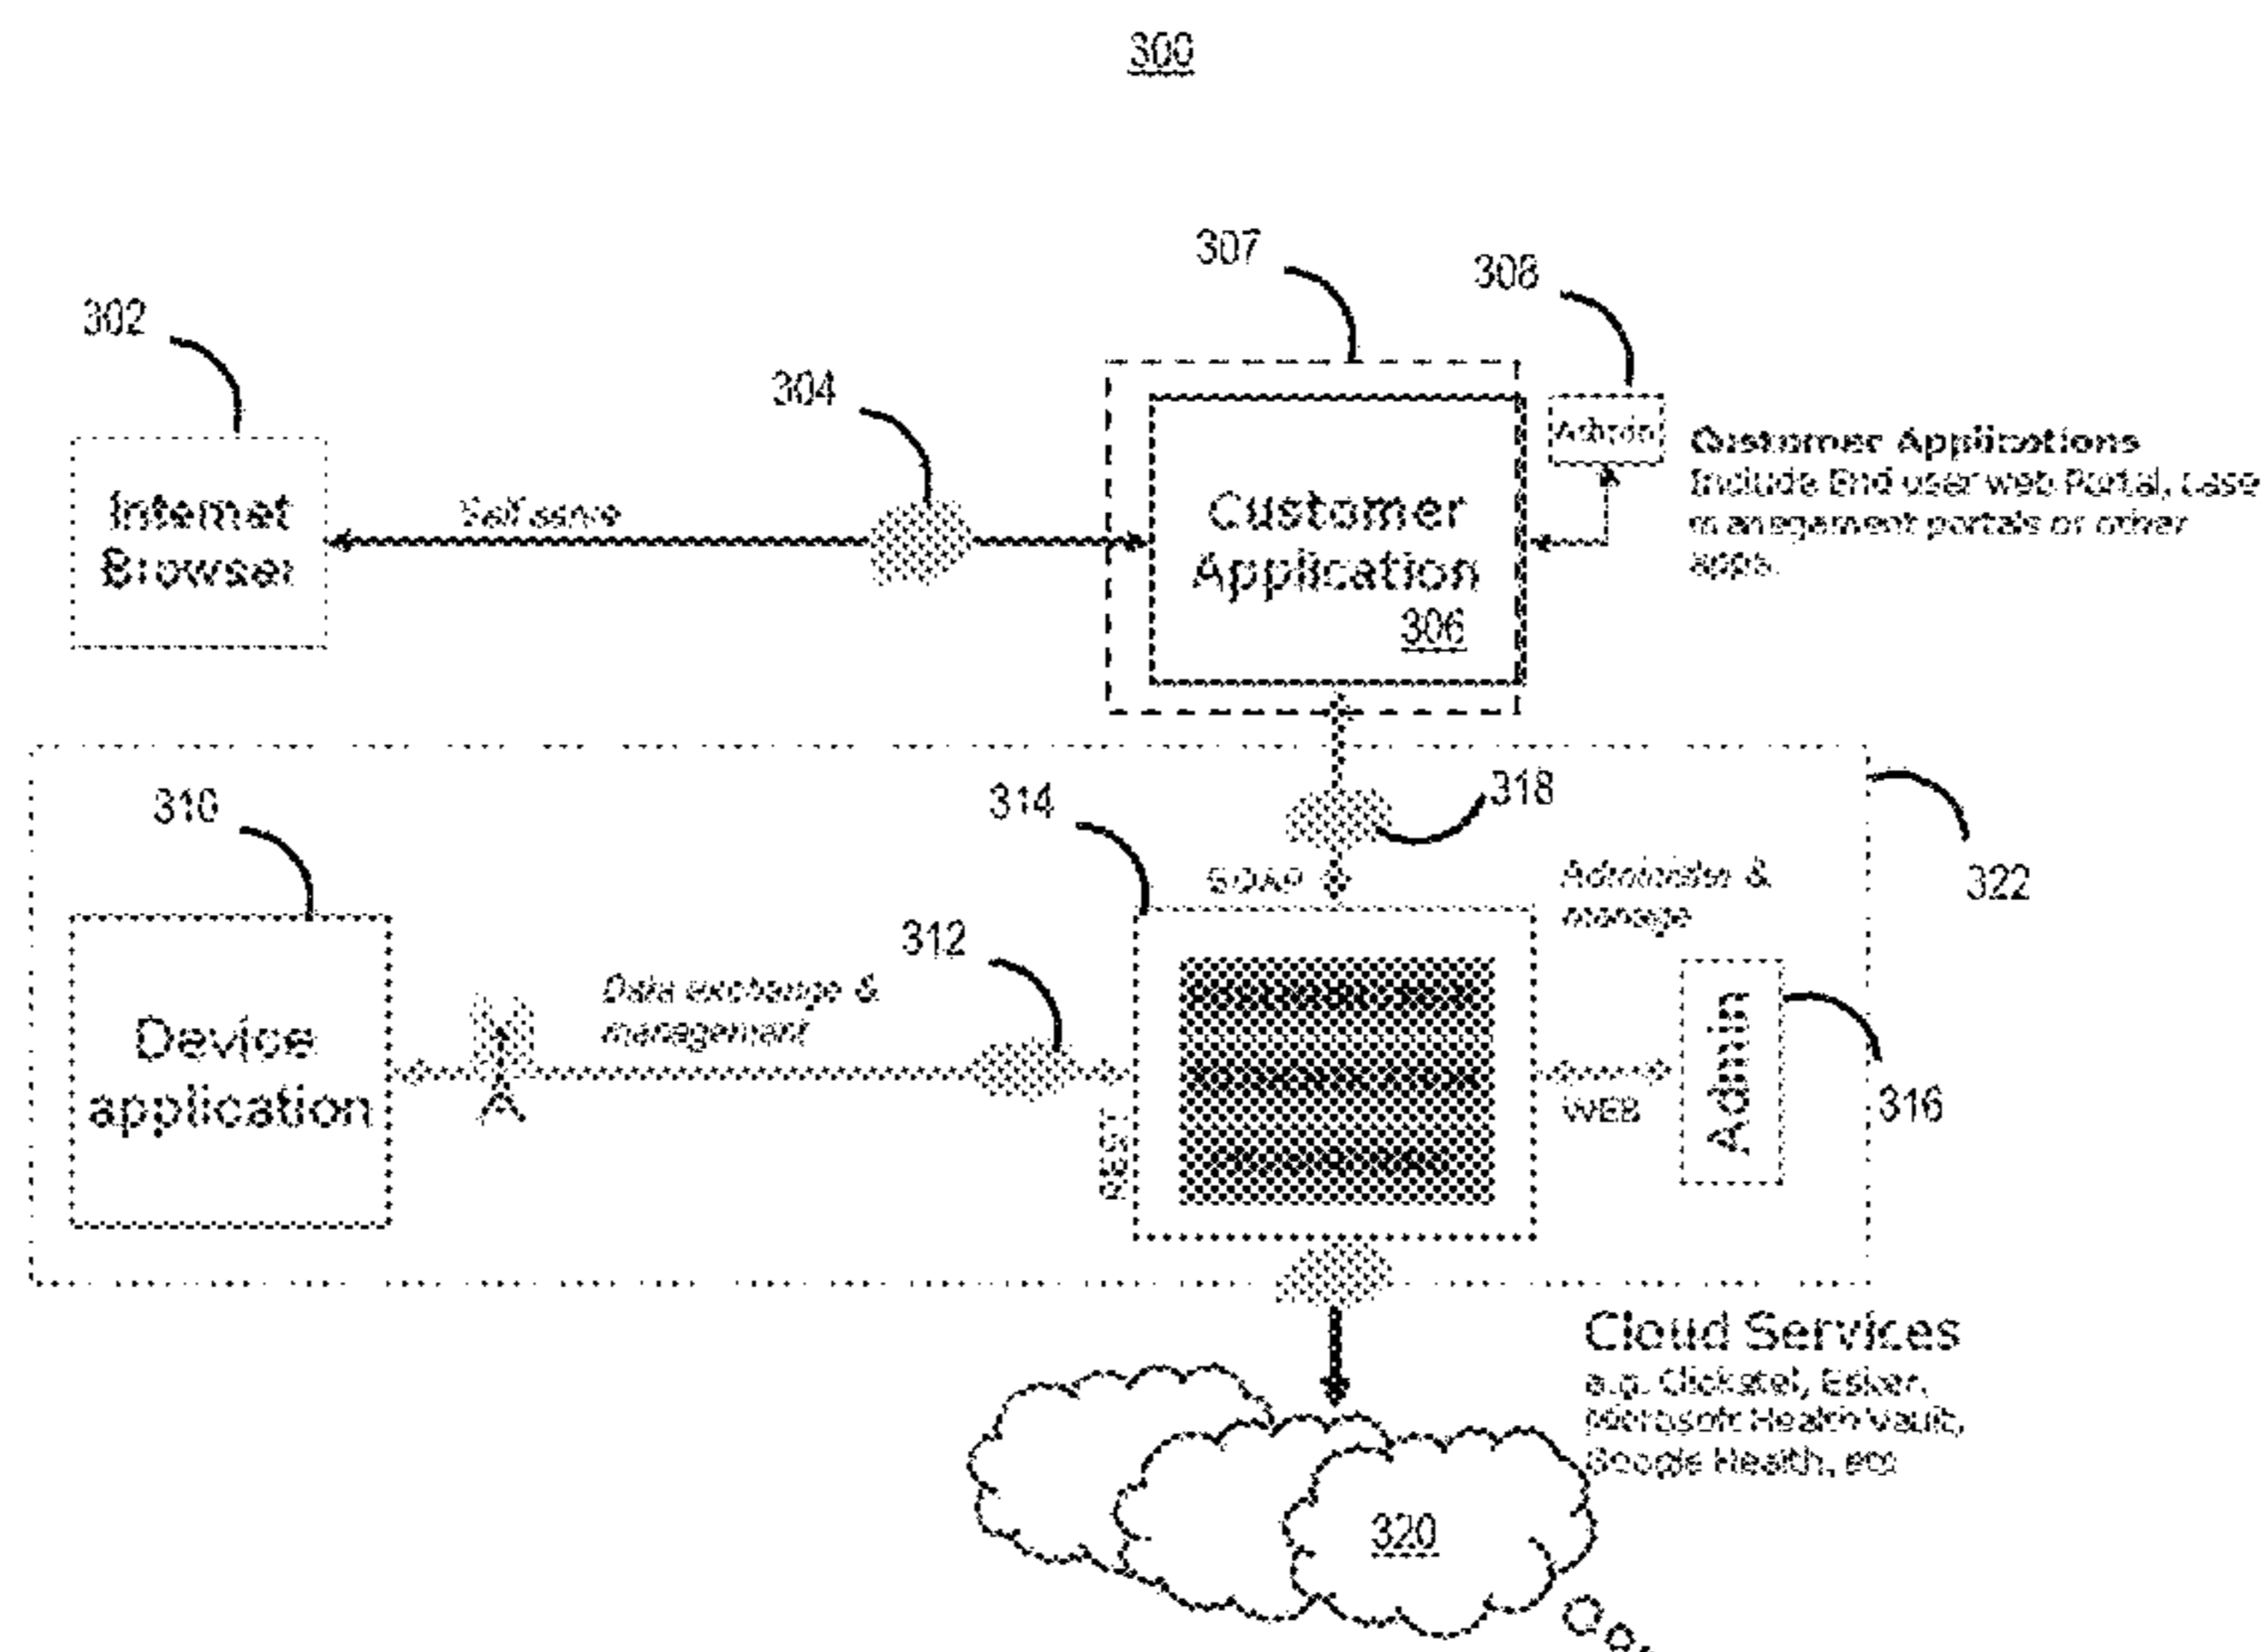 300
307
308
302
304
Admin
Customer Applications
Include End user web Portal, case
management portals or other
apps.
Internet
Browser
Self serve
Customer
Application
306
310
314
318
322
SOAP
Administer &
manage
312
Data exchange &
management
Device
application
REST
WEB
Admin
316
Cloud Services
e.g. Clickatel, Esker,
Microsoft Health Vault,
Google Health, etc
320